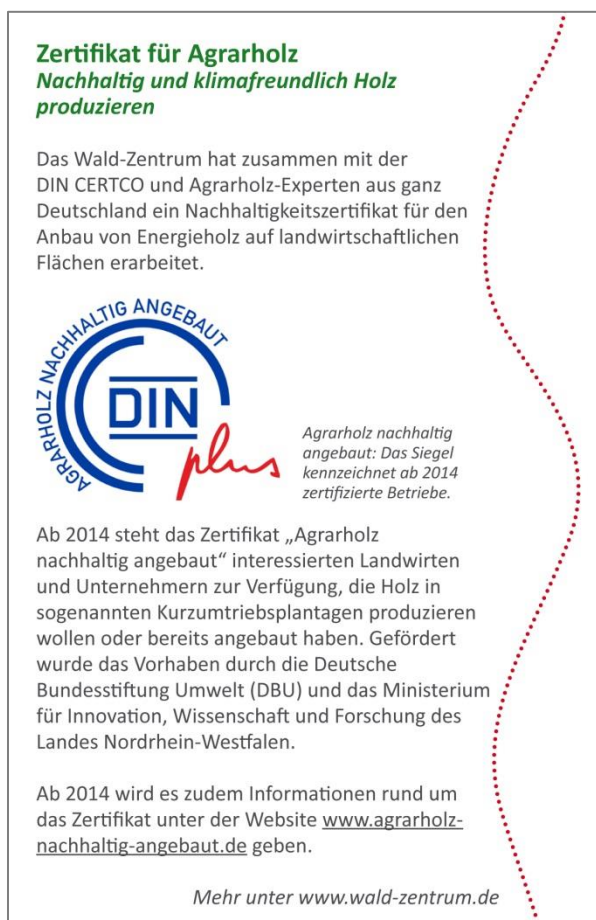 Zertifikat für Agrarholz
Nachhaltig und klimafreundlich Holz
produzieren
Das Wald-Zentrum hat zusammen mit der
DIN CERTCO und Agrarholz-Experten aus ganz
Deutschland ein Nachhaltigkeitszertifikat für den
Anbau von Energieholz auf landwirtschaftlichen
Flächen erarbeitet.
AGRARHOLZ NACHHALTIG ANGEBAUT
DIN
plus
Agrarholz nachhaltig
angebaut: Das Siegel
kennzeichnet ab 2014
zertifizierte Betriebe.
Ab 2014 steht das Zertifikat „Agrarholz
nachhaltig angebaut“ interessierten Landwirten
und Unternehmern zur Verfügung, die Holz in
sogenannten Kurzumtriebsplantagen produzieren
wollen oder bereits angebaut haben. Gefördert
wurde das Vorhaben durch die Deutsche
Bundesstiftung Umwelt (DBU) und das Ministerium
für Innovation, Wissenschaft und Forschung des
Landes Nordrhein-Westfalen.
Ab 2014 wird es zudem Informationen rund um
das Zertifikat unter der Website www.agrarholz-
nachhaltig-angebaut.de geben.
Mehr unter www.wald-zentrum.de